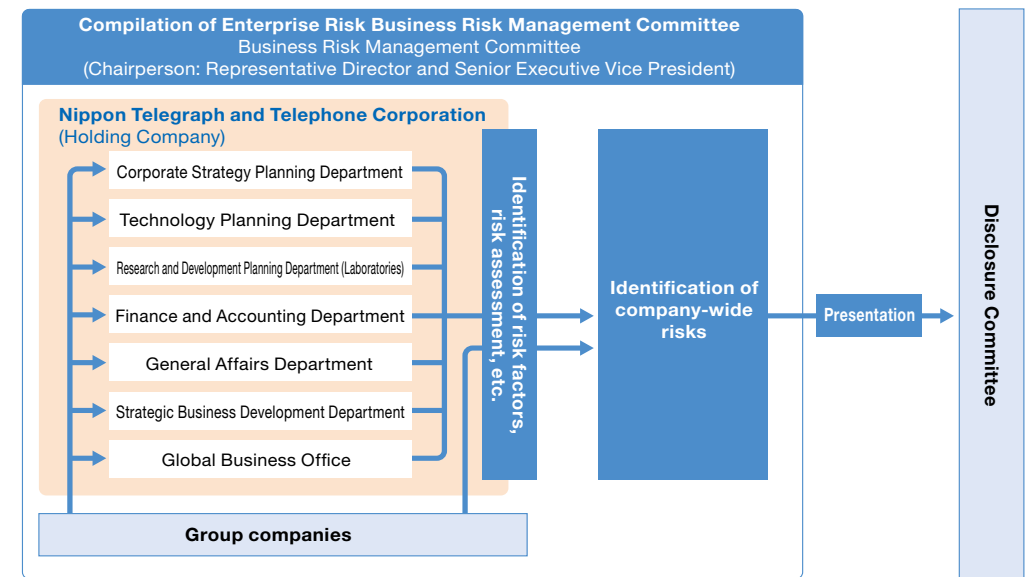 Compilation of Enterprise Risk Business Risk Management Committee
Business Risk Management Committee
(Chairperson: Representative Director and Senior Executive Vice President)
Nippon Telegraph and Telephone Corporation
(Holding Company)
Corporate Strategy Planning Department
Technology Planning Department
Research and Development Planning Department (Laboratories)
Finance and Accounting Department
General Affairs Department
Strategic Business Development Department
Global Business Office
Group companies
Identification of risk factors,
risk assessment, etc.
Identification of
company-wide
risks
Presentation
Disclosure Committee